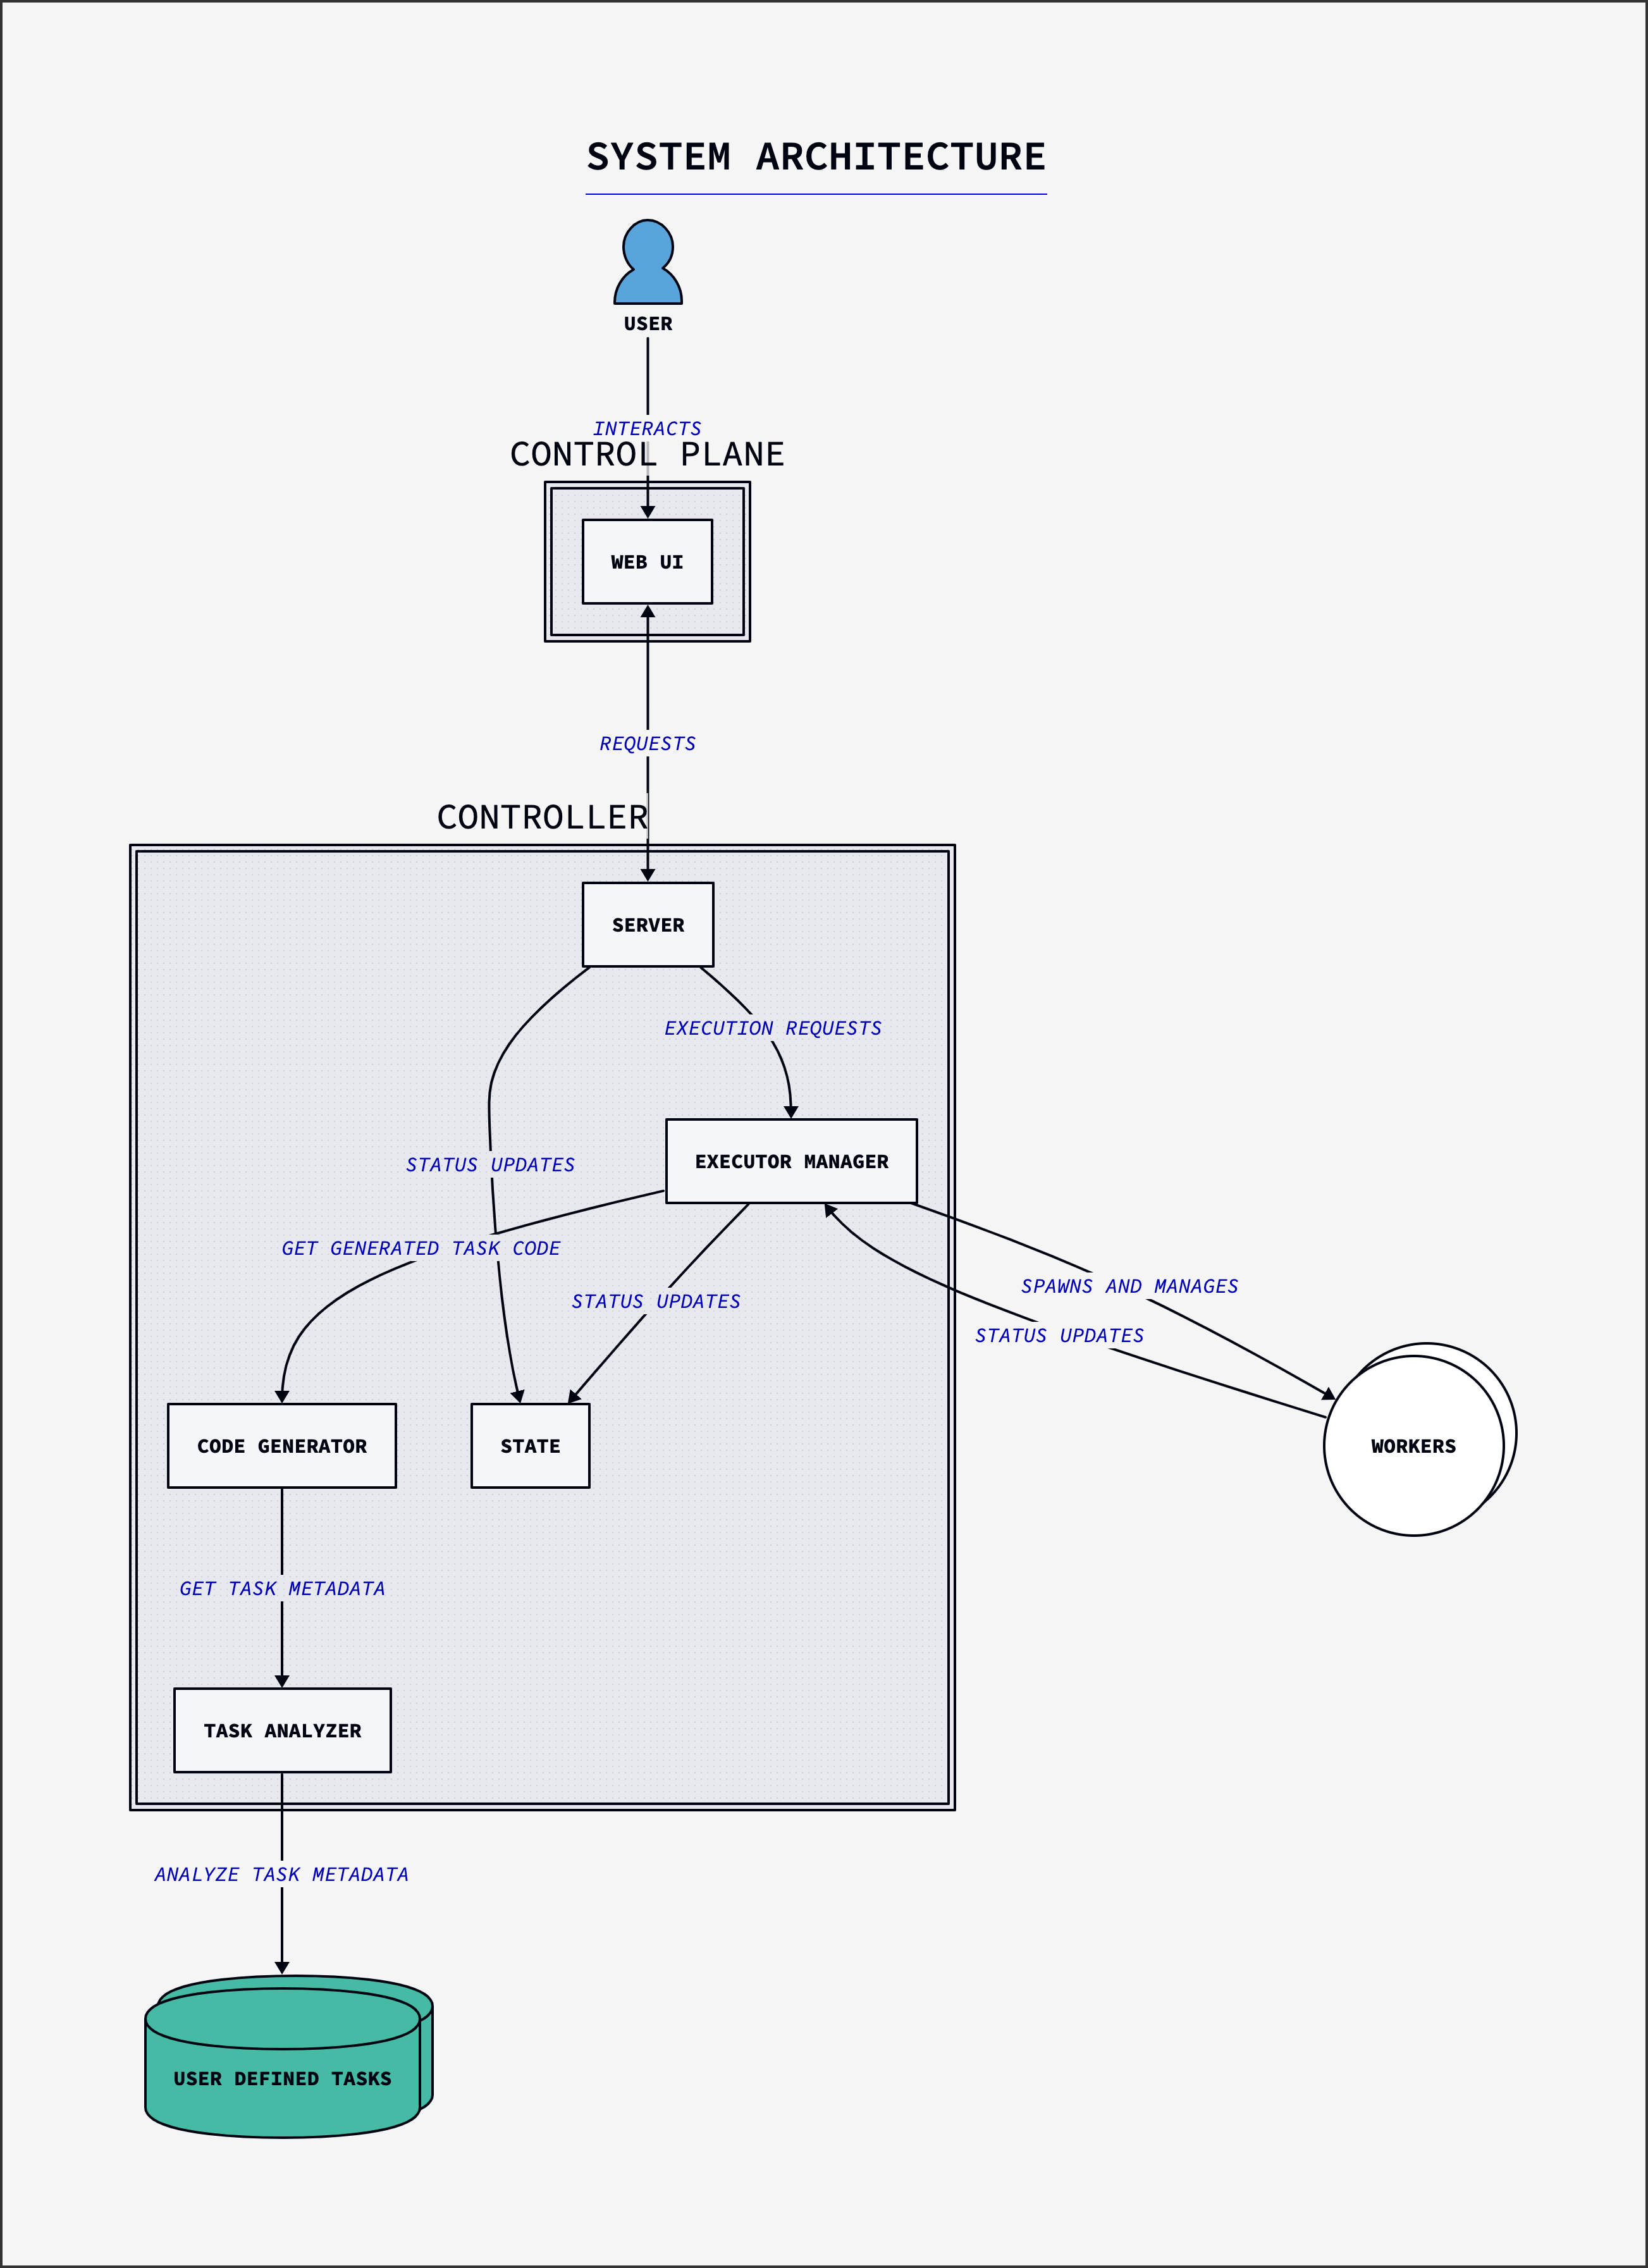 SYSTEM ARCHITECTURE
USER
INTERACTS
CONTROL PLANE
WEB UI
REQUESTS
CONTROLLER
SERVER
EXECUTION REQUESTS
STATUS UPDATES
EXECUTOR MANAGER
GET GENERATED TASK CODE
STATUS UPDATES
SPAWNS AND MANAGES
STATUS UPDATES
CODE GENERATOR
STATE
WORKERS
GET TASK METADATA
TASK ANALYZER
ANALYZE TASK METADATA
USER DEFINED TASKS